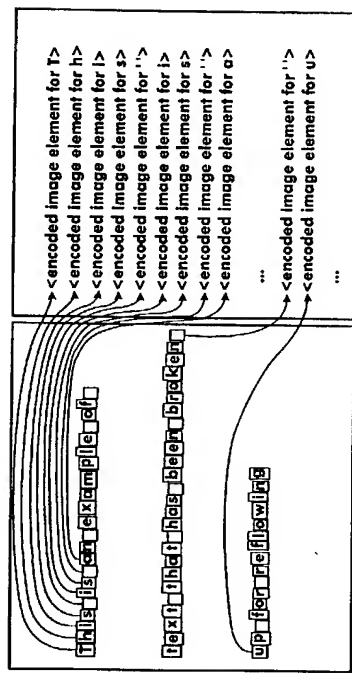 This is an example of
text that has been broken
up for reflowing
<encoded image element for T>
<encoded image element for h>
<encoded image element for i>
<encoded image element for s>
<encoded image element for ' '>
<encoded image element for i>
<encoded image element for s>
<encoded image element for ' '>
<encoded image element for a>
...
<encoded image element for ' '>
<encoded image element for u>
...